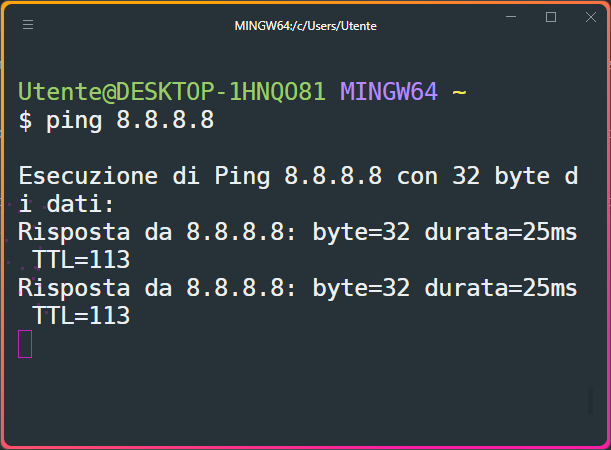 MINGW64:/c/Users/Utente
Utente@DESKTOP-1HNQO81 MINGW64 ~
$ ping 8.8.8.8
Esecuzione di Ping 8.8.8.8 con 32 byte d
i dati:
Risposta da 8.8.8.8: byte=32 durata=25ms
TTL=113
Risposta da 8.8.8.8: byte=32 durata=25ms
TTL=113